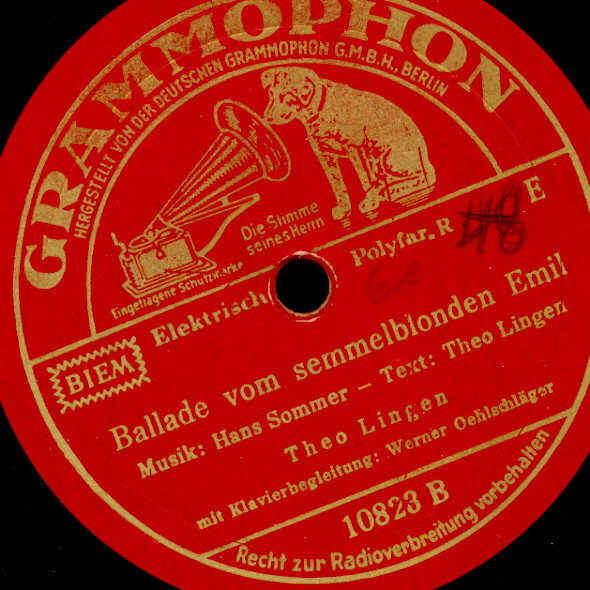 GRAMMOPHON
HERGESTELLT VON DER DEUTSCHEN GRAMMOPHON G.M.B.H., BERLIN
Die Stimme
seines Herrn
Eingetragene Schutzmarke
Elektrisch
Polyfar. R
E
BIEM
Ballade vom semmelblonden Emil
Musik: Hans Sommer – Text: Theo Lingen
Theo Lingen
mit Klavierbegleitung: Werner Oehlschläger
10823 B
Recht zur Radioverbreitung vorbehalten